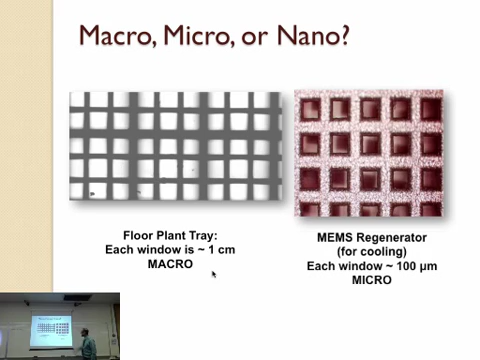 Macro, Micro, or Nano?
Floor Plant Tray:
Each window is ~ 1 cm
MACRO
MEMS Regenerator
(for cooling)
Each window ~ 100 µm
MICRO